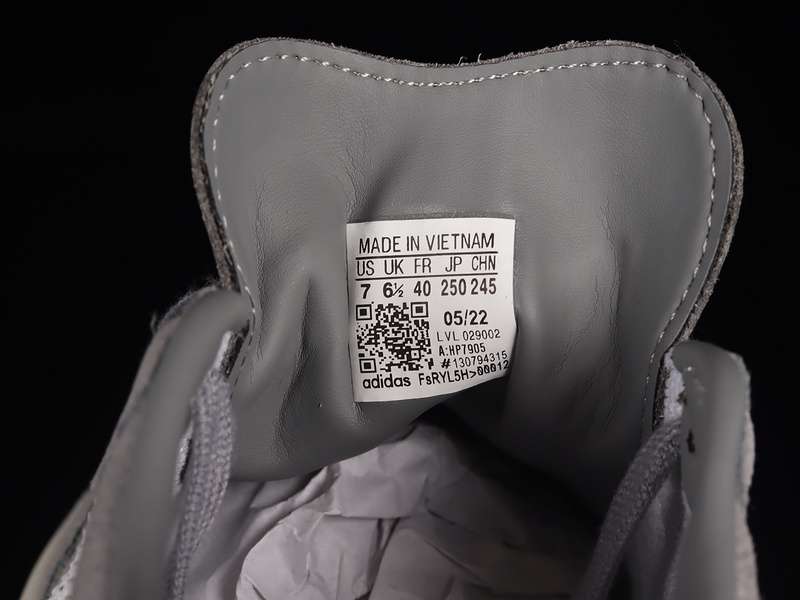 MADE IN VIETNAM
US UK FR JP CHN
7 6½ 40 250 245
05/22
LVL 029002
A:HP79D5
#130794315
adidas FsRYL5H>00012